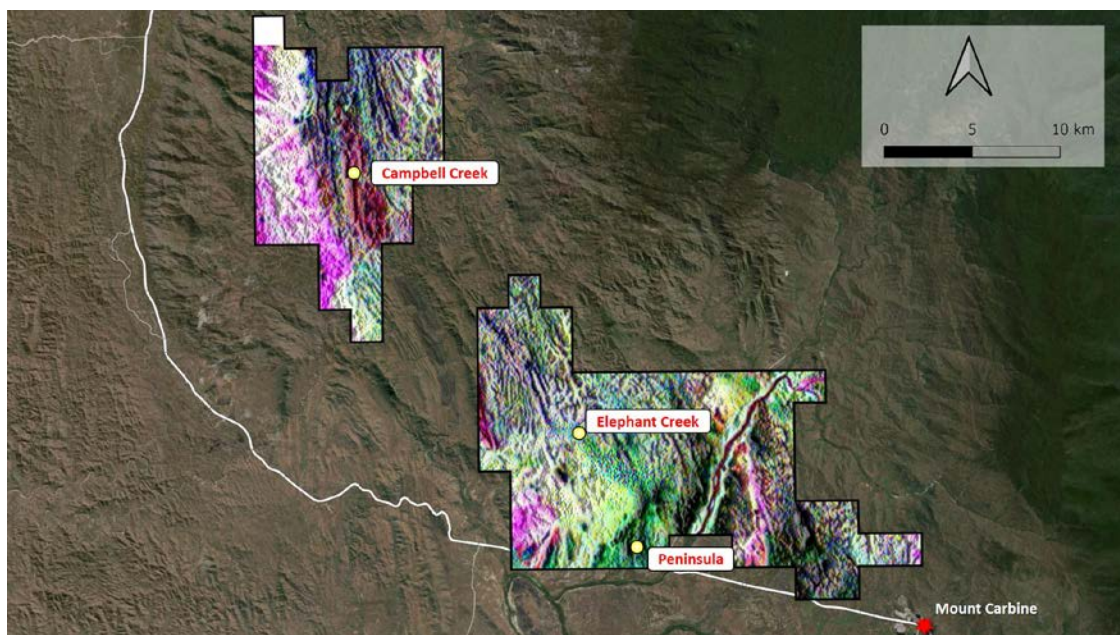 0 5 10 km
Campbell Creek
Elephant Creek
Peninsula
Mount Carbine